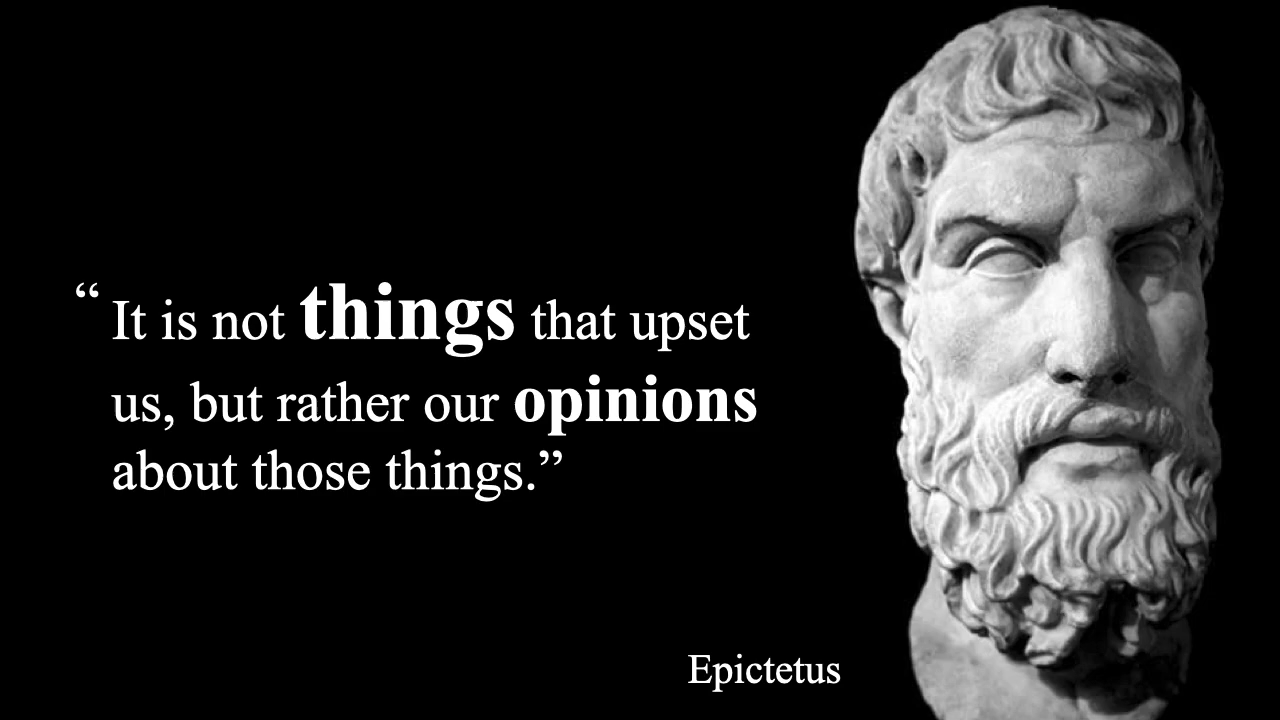 “ It is not things that upset
us, but rather our opinions
about those things.”
Epictetus